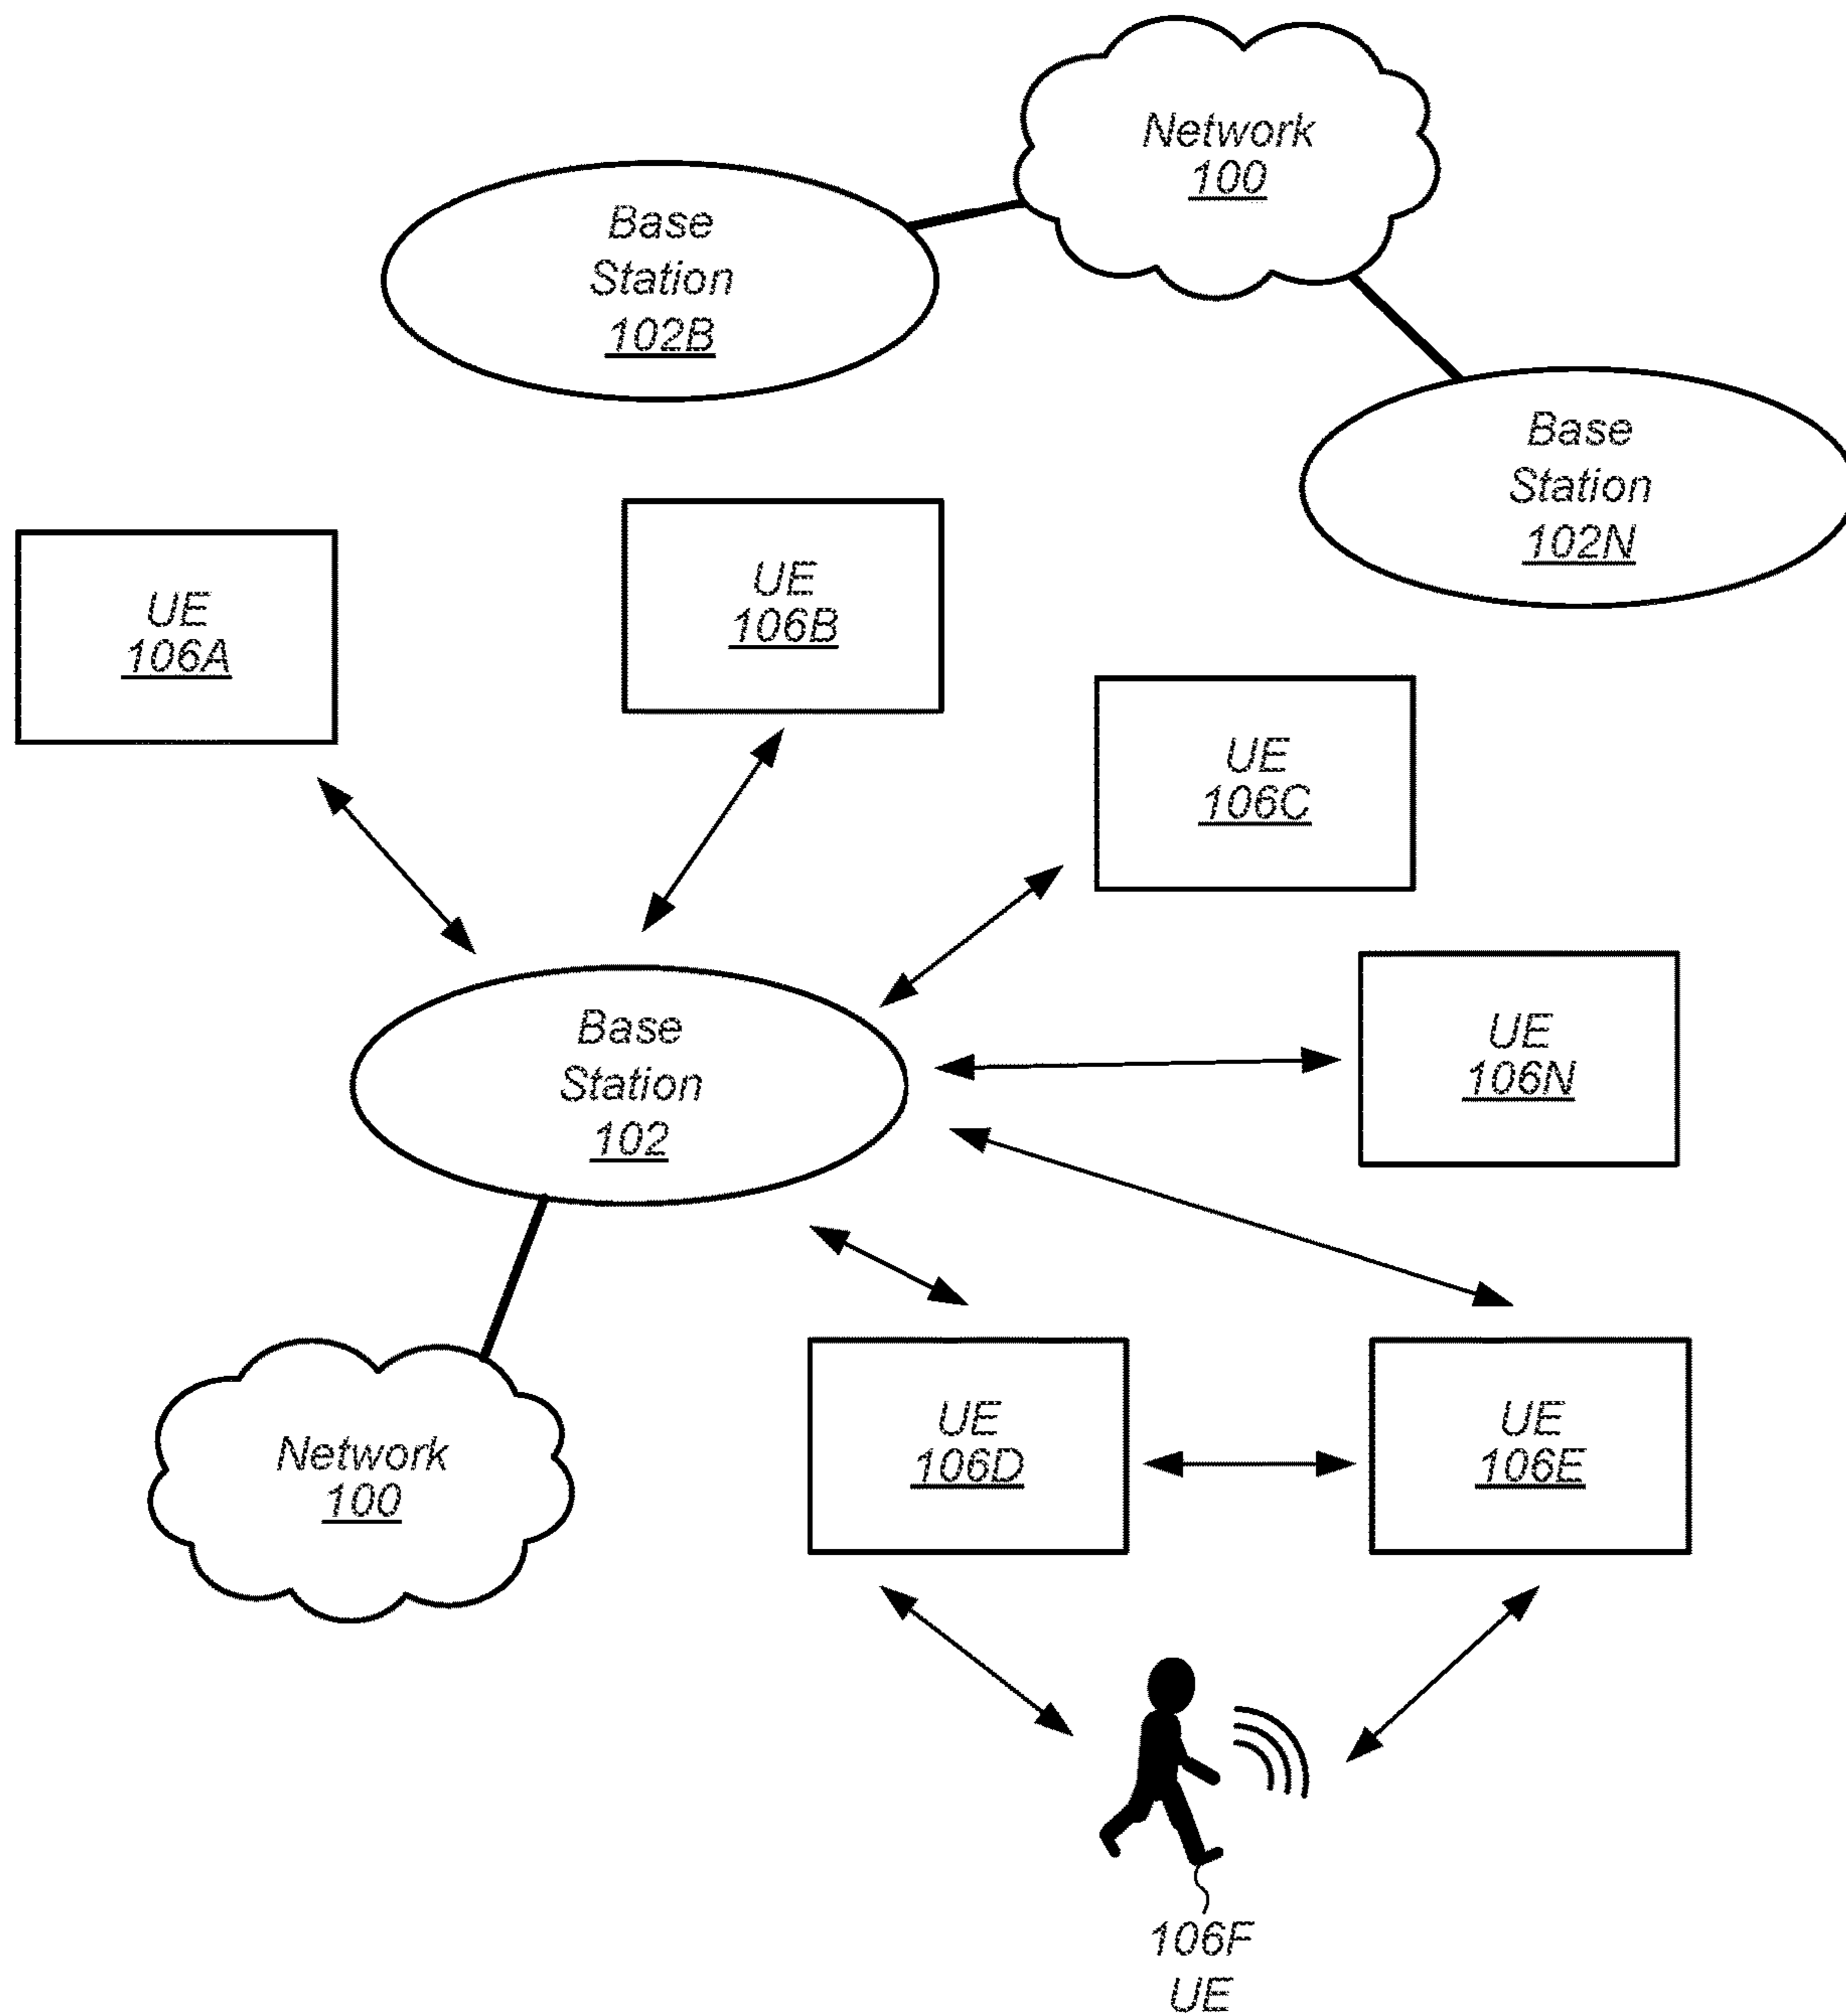 Network
100
Base
Station
102B
Base
Station
102N
UE
106A
UE
106B
UE
106C
Base
Station
102
UE
106N
Network
100
UE
106D
UE
106E
106F
UE